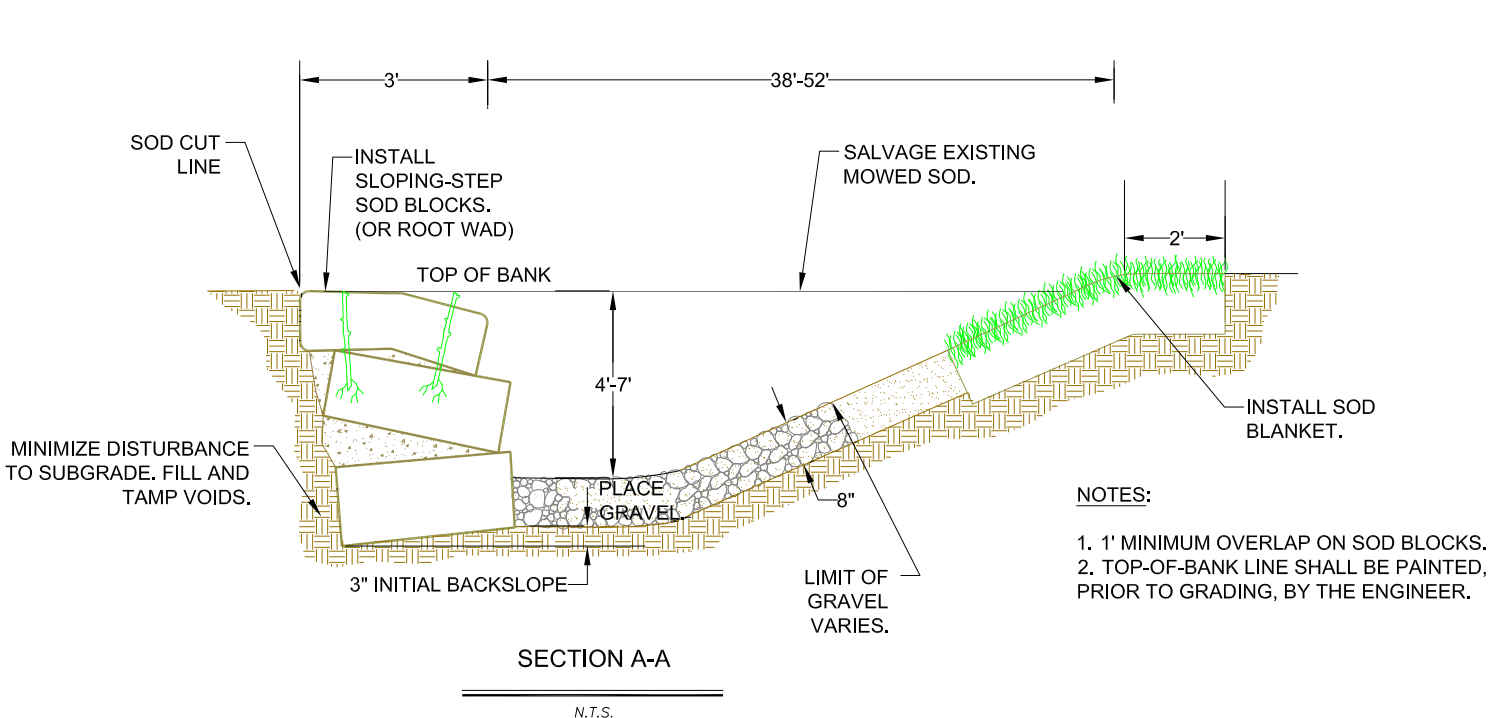 3'
38'-52'
SOD CUT
LINE
INSTALL
SLOPING-STEP
SOD BLOCKS.
(OR ROOT WAD)
SALVAGE EXISTING
MOWED SOD.
2'
TOP OF BANK
4'-7'
INSTALL SOD
BLANKET.
MINIMIZE DISTURBANCE
TO SUBGRADE. FILL AND
TAMP VOIDS.
PLACE
GRAVEL.
8"
3" INITIAL BACKSLOPE
LIMIT OF
GRAVEL
VARIES.
NOTES:
1. 1' MINIMUM OVERLAP ON SOD BLOCKS.
2. TOP-OF-BANK LINE SHALL BE PAINTED,
PRIOR TO GRADING, BY THE ENGINEER.
SECTION A-A
N.T.S.